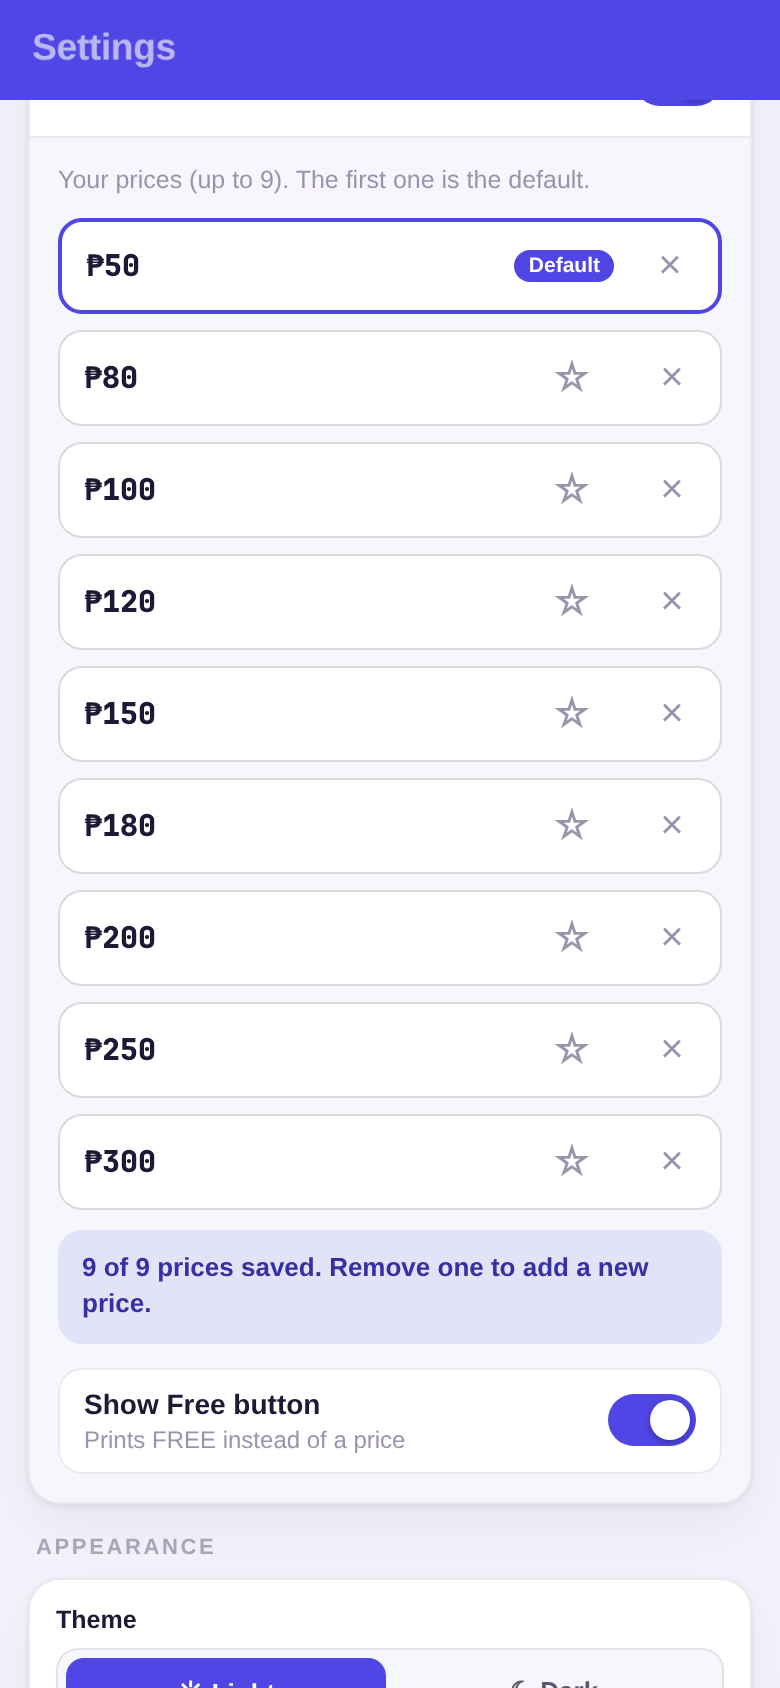 Settings
Your prices (up to 9). The first one is the default.
₱50 Default ✕
₱80 ☆ ✕
₱100 ☆ ✕
₱120 ☆ ✕
₱150 ☆ ✕
₱180 ☆ ✕
₱200 ☆ ✕
₱250 ☆ ✕
₱300 ☆ ✕
9 of 9 prices saved. Remove one to add a new
price.
Show Free button
Prints FREE instead of a price
APPEARANCE
Theme
☀ Light ☾ Dark